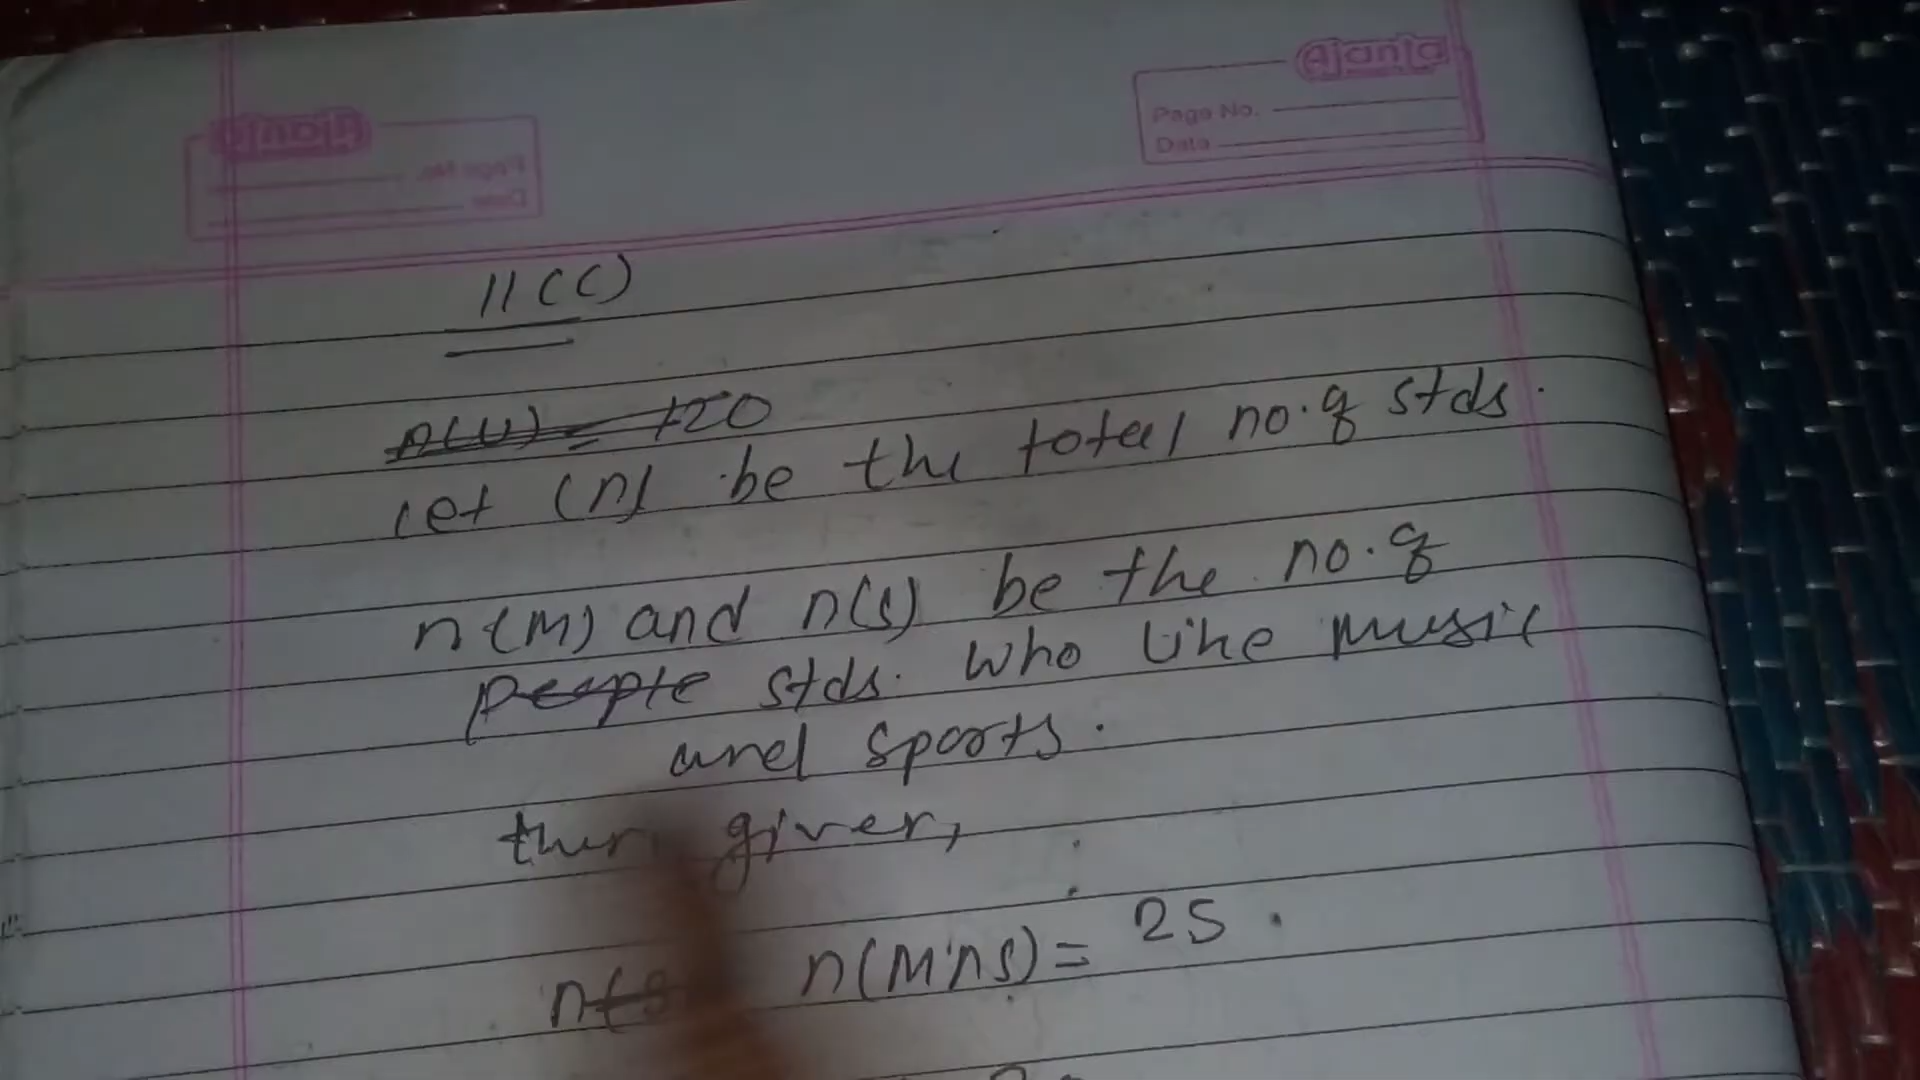 Ajanta
Page No.
Date
11(c)
n(U) = 120
Let (n) be the total no. of stds.
n(M) and n(S) be the no. of
people stds. who like music
and sports.
then given,
n(M'∩S) = 25.